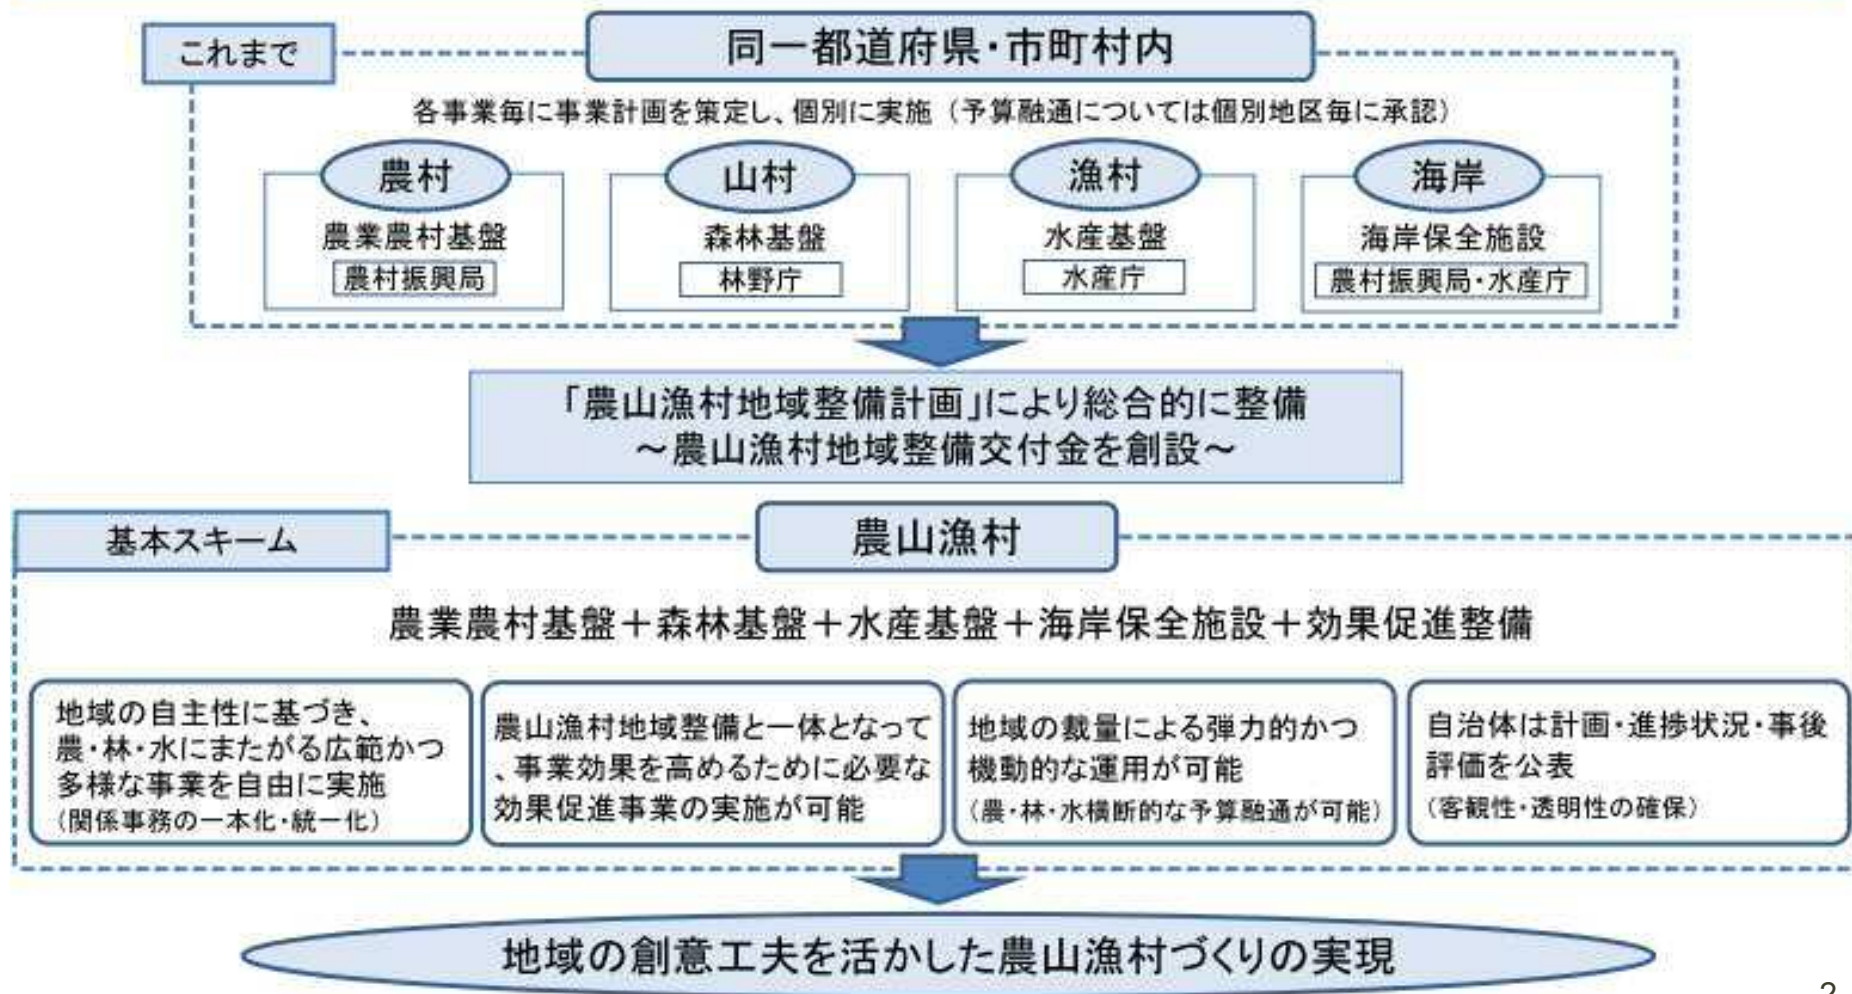 これまで
同一都道府県・市町村内
各事業毎に事業計画を策定し、個別に実施（予算融通については個別地区毎に承認）
農村
農業農村基盤
農村振興局
山村
森林基盤
林野庁
漁村
水産基盤
水産庁
海岸
海岸保全施設
農村振興局・水産庁
「農山漁村地域整備計画」により総合的に整備
～農山漁村地域整備交付金を創設～
基本スキーム
農山漁村
農業農村基盤＋森林基盤＋水産基盤＋海岸保全施設＋効果促進整備
地域の自主性に基づき、
農・林・水にまたがる広範かつ
多様な事業を自由に実施
（関係事務の一本化・統一化）
農山漁村地域整備と一体となって
、事業効果を高めるために必要な
効果促進事業の実施が可能
地域の裁量による弾力的かつ
機動的な運用が可能
（農・林・水横断的な予算融通が可能）
自治体は計画・進捗状況・事後
評価を公表
（客観性・透明性の確保）
地域の創意工夫を活かした農山漁村づくりの実現
2